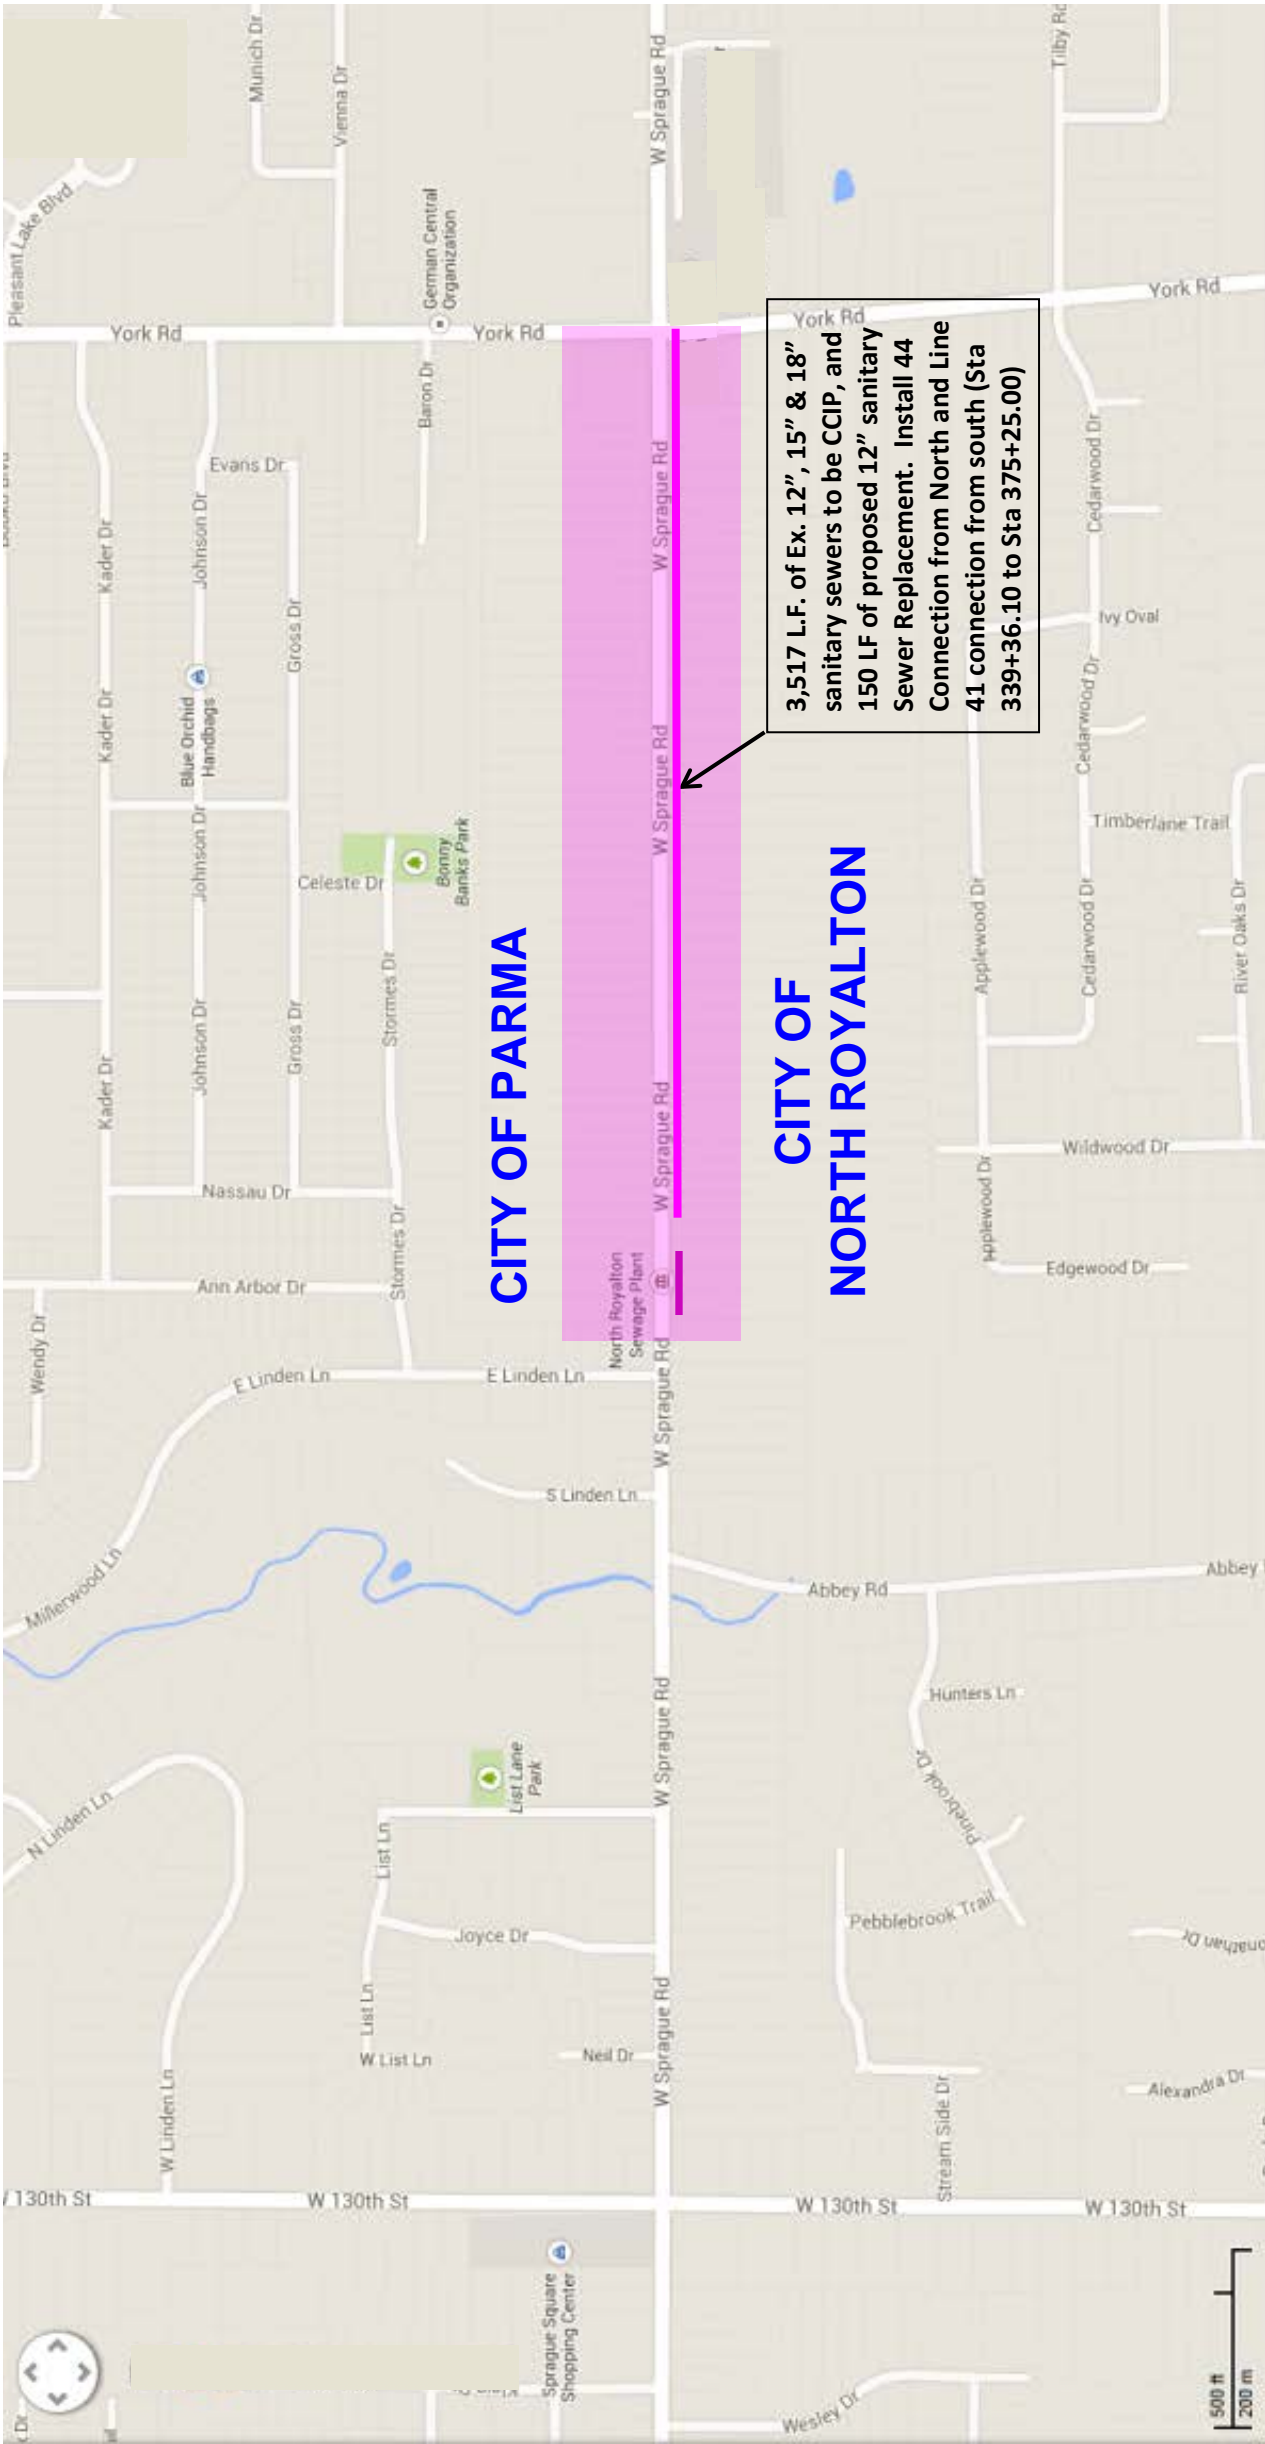 Pleasant Lake Blvd
Munich Dr
Vienna Dr
Millerwood Ln
Wendy Dr
N Linden Ln
W 130th St
W Linden Ln
W 130th St
Kader Dr
Kader Dr
Kader Dr
York Rd
Johnson Dr
Johnson Dr
Johnson Dr
Blue Orchid
Handbags
Evans Dr
Nassau Dr
Ann Arbor Dr
E Linden Ln
Gross Dr
Gross Dr
Celeste Dr
List Ln
List Ln
W List Ln
Stormes Dr
Stormes Dr
Bonny
Banks Park
Baron Dr
German Central
Organization
York Rd
Joyce Dr
List Lane
Park
E Linden Ln
CITY OF PARMA
S Linden Ln
Neil Dr
Sprague Square
Shopping Center
North Royalton
Sewage Plant
W Sprague Rd
W Sprague Rd
W Sprague Rd
W Sprague Rd
W Sprague Rd
W Sprague Rd
W Sprague Rd
W Sprague Rd
3,517 L.F. of Ex. 12”, 15” & 18”
sanitary sewers to be CCIP, and
150 LF of proposed 12” sanitary
Sewer Replacement. Install 44
Connection from North and Line
41 connection from south (Sta
339+36.10 to Sta 375+25.00)
CITY OF
NORTH ROYALTON
York Rd
York Rd
Abbey Rd
Abbey
Wesley Dr
W 130th St
W 130th St
Pebblebrook Trail
Pinebrook Dr
Hunters Ln
Stream Side Dr
Applewood Dr
Applewood Dr
Edgewood Dr
Wildwood Dr
Cedarwood Dr
Cedarwood Dr
Cedarwood Dr
Ivy Oval
Tilby Rd
Timberlane Trail
River Oaks Dr
Alexandra Dr
500 ft
200 m